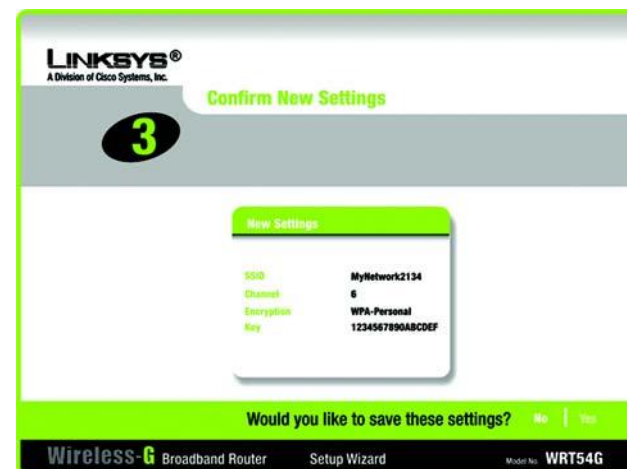 LINKSYS®
A Division of Cisco Systems, Inc.
Confirm New Settings
3
New Settings
SSID MyNetwork2134
Channel 6
Encryption WPA-Personal
Key 1234567890ABCDEF
Would you like to save these settings? No | Yes
Wireless-G Broadband Router Setup Wizard Model No. WRT54G